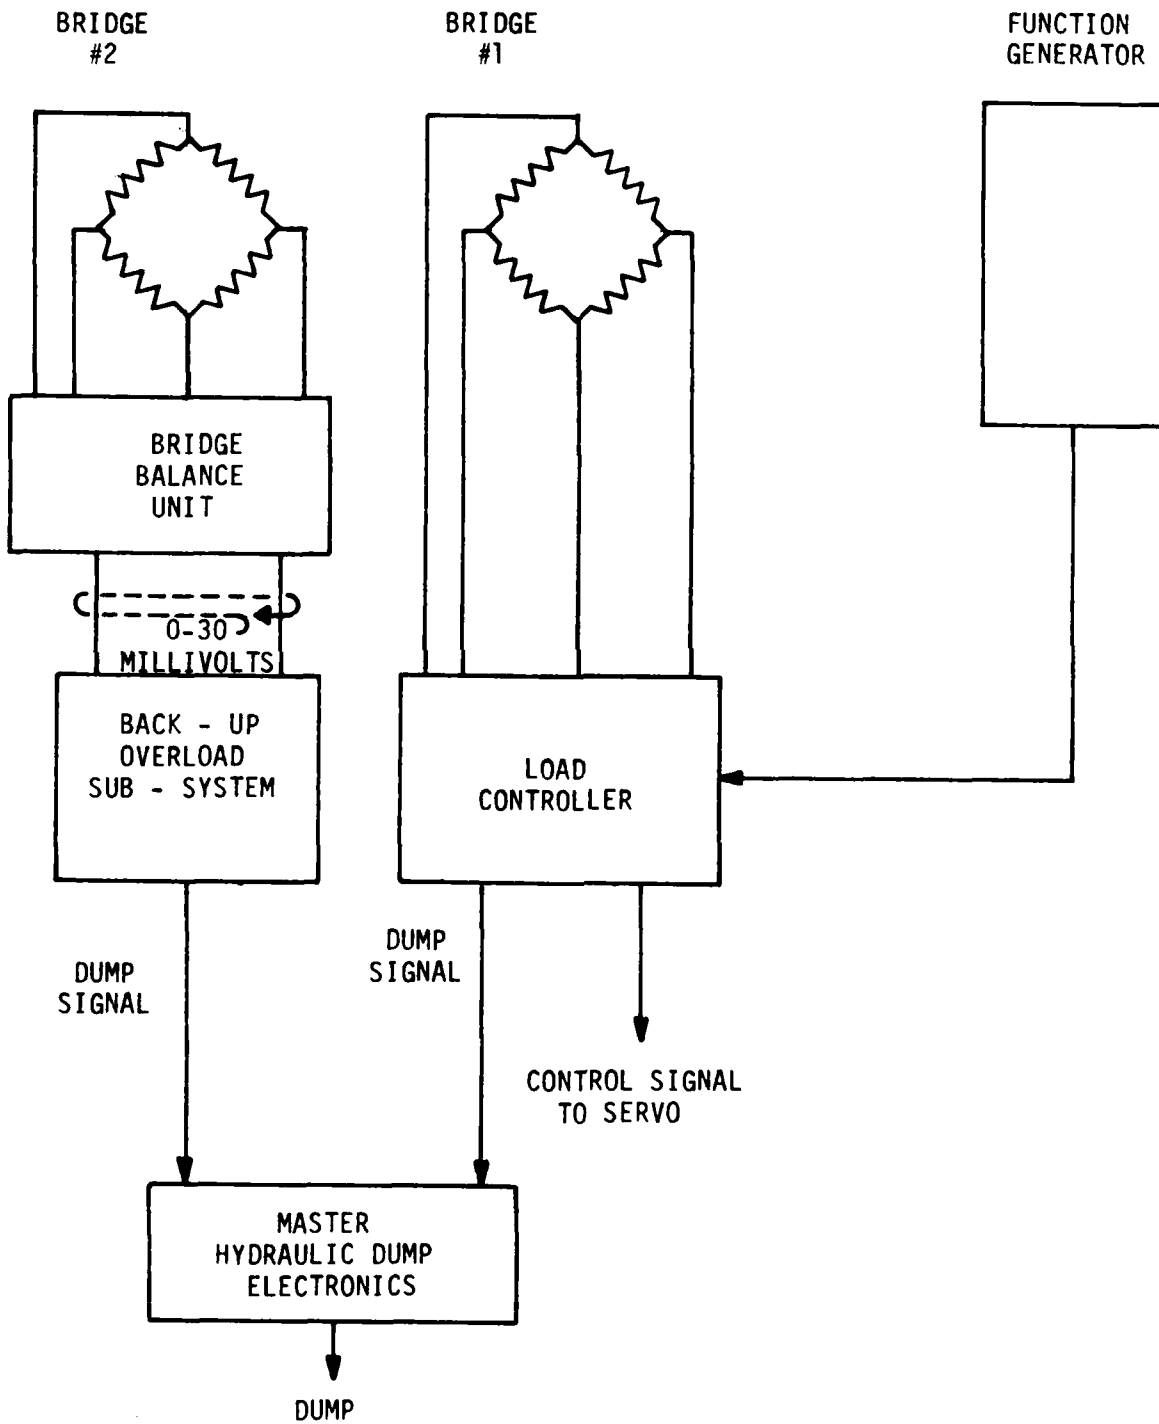 BRIDGE
#2
BRIDGE
#1
FUNCTION
GENERATOR
BRIDGE
BALANCE
UNIT
0-30
MILLIVOLTS
BACK - UP
OVERLOAD
SUB - SYSTEM
LOAD
CONTROLLER
DUMP
SIGNAL
DUMP
SIGNAL
CONTROL SIGNAL
TO SERVO
MASTER
HYDRAULIC DUMP
ELECTRONICS
DUMP